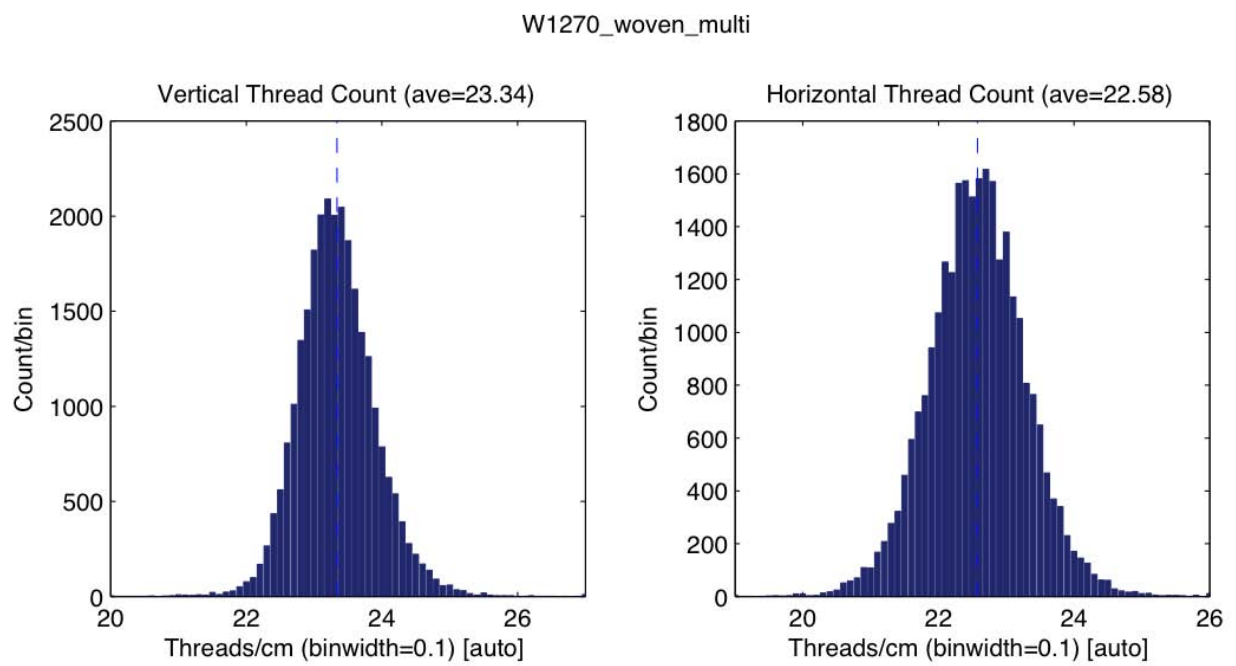 W1270_woven_multi
Vertical Thread Count (ave=23.34)
2500
2000
1500
1000
500
0
Count/bin
20 22 24 26
Threads/cm (binwidth=0.1) [auto]
Horizontal Thread Count (ave=22.58)
1800
1600
1400
1200
1000
800
600
400
200
0
Count/bin
20 22 24 26
Threads/cm (binwidth=0.1) [auto]